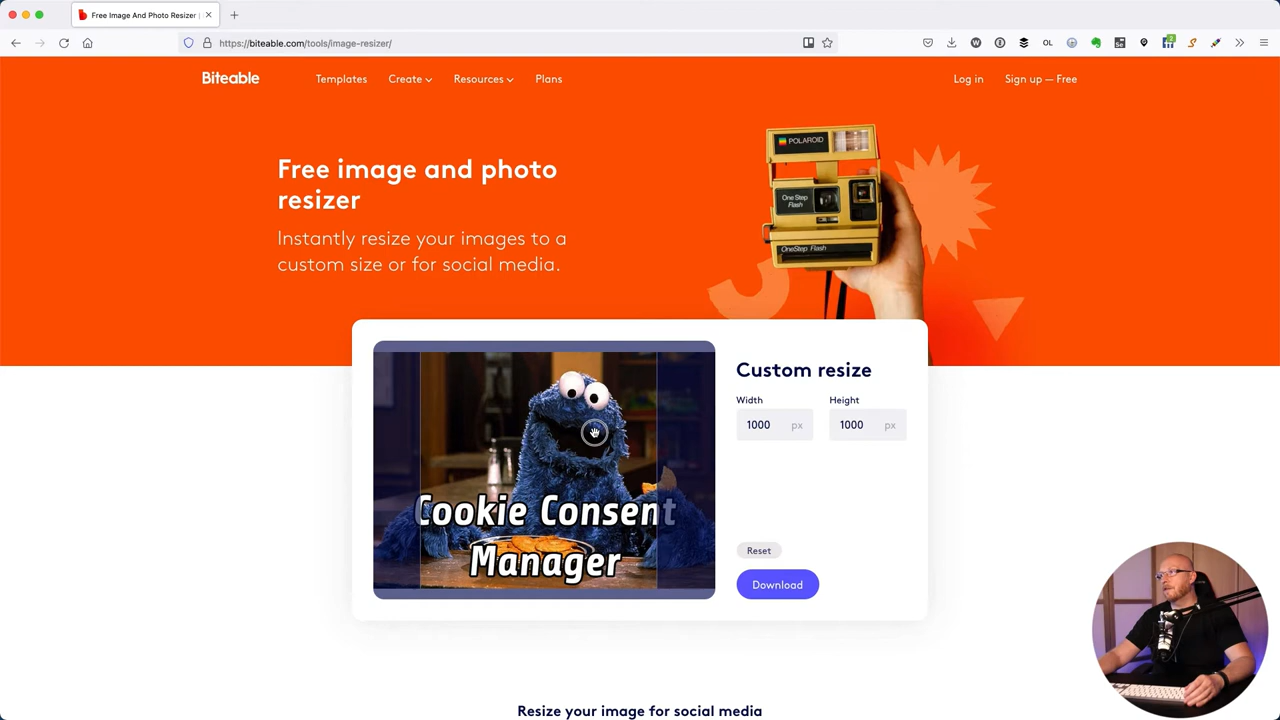 Free Image And Photo Resizer |
https://biteable.com/tools/image-resizer/
OL
2
Biteable
Templates
Create
Resources
Plans
Log in
Sign up — Free
Free image and photo
resizer
Instantly resize your images to a
custom size or for social media.
POLAROID
One Step
Flash
OneStep Flash
Custom resize
Width
Height
1000 px
1000 px
Cookie Consent
Manager
Reset
Download
Resize your image for social media